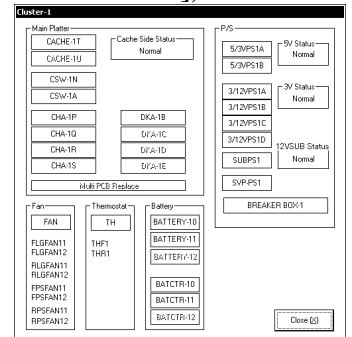 Cluster-1
Main Platter
CACHE-1T
CACHE-1U
Cache Side Status
Normal
CSW-1N
CSW-1A
CHA-1P
DKA-1B
CHA-1Q
DKA-1C
CHA-1R
DKA-1D
CHA-1S
DKA-1E
Multi PCB Replace
P/S
5/3VPS1A
5/3VPS1B
5V Status
Normal
3/12VPS1A
3/12VPS1B
3/12VPS1C
3/12VPS1D
3V Status
Normal
SUBPS1
12VSUB Status
Normal
SVP-PS1
BREAKER BOX-1
Fan
FAN
FLGFAN11
FLGFAN12
RLGFAN11
RLGFAN12
FPSFAN11
FPSFAN12
RPSFAN11
RPSFAN12
Thermostat
TH
THF1
THR1
Battery
BATTERY-10
BATTERY-11
BATTERY-12
BATCTR-10
BATCTR-11
BATCTR-12
Close [X]